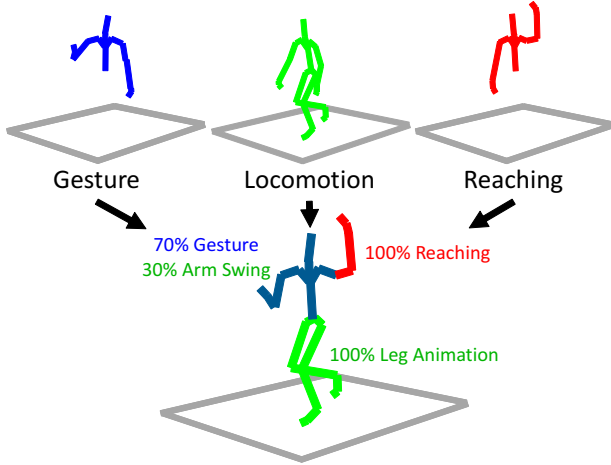 Gesture
Locomotion
Reaching
70% Gesture
30% Arm Swing
100% Reaching
100% Leg Animation